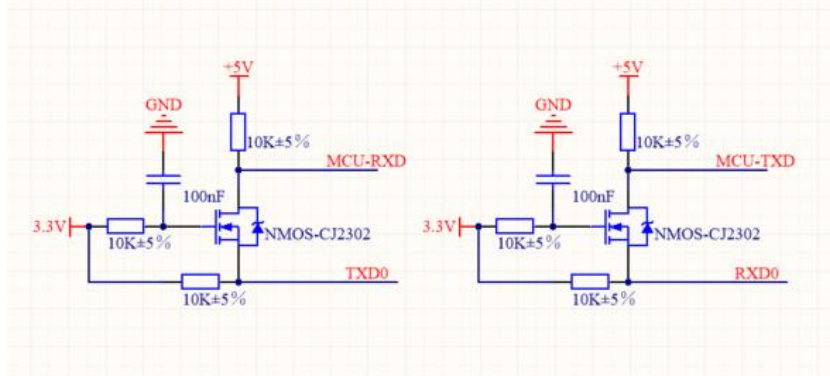 +5V
GND
10K±5%
MCU-RXD
100nF
3.3V
10K±5%
NMOS-CJ2302
TXD0
10K±5%
+5V
GND
10K±5%
MCU-TXD
100nF
3.3V
10K±5%
NMOS-CJ2302
RXD0
10K±5%